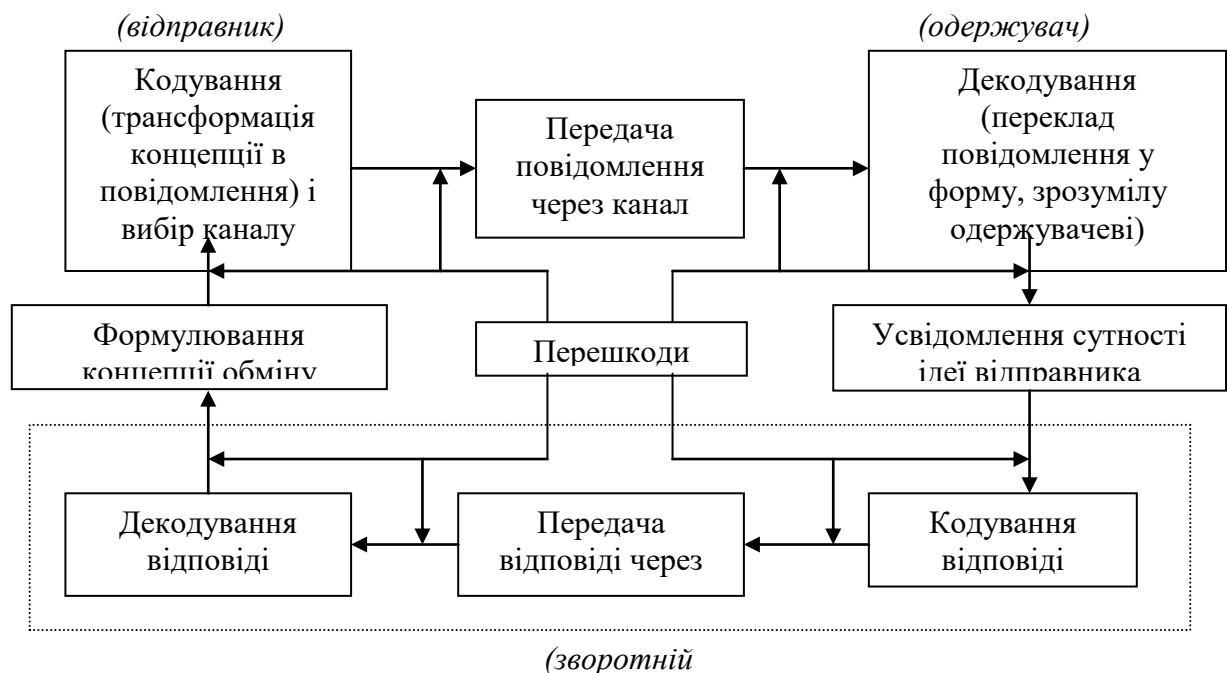 (відправник)
(одержувач)
Кодування
(трансформація
концепції в
повідомлення) і
вибір каналу
Передача
повідомлення
через канал
Декодування
(переклад
повідомлення у
форму, зрозумілу
одержувачеві)
Формулювання
концепції обміну
Перешкоди
Усвідомлення сутності
ідеї відправника
Декодування
відповіді
Передача
відповіді через
Кодування
відповіді
(зворотній